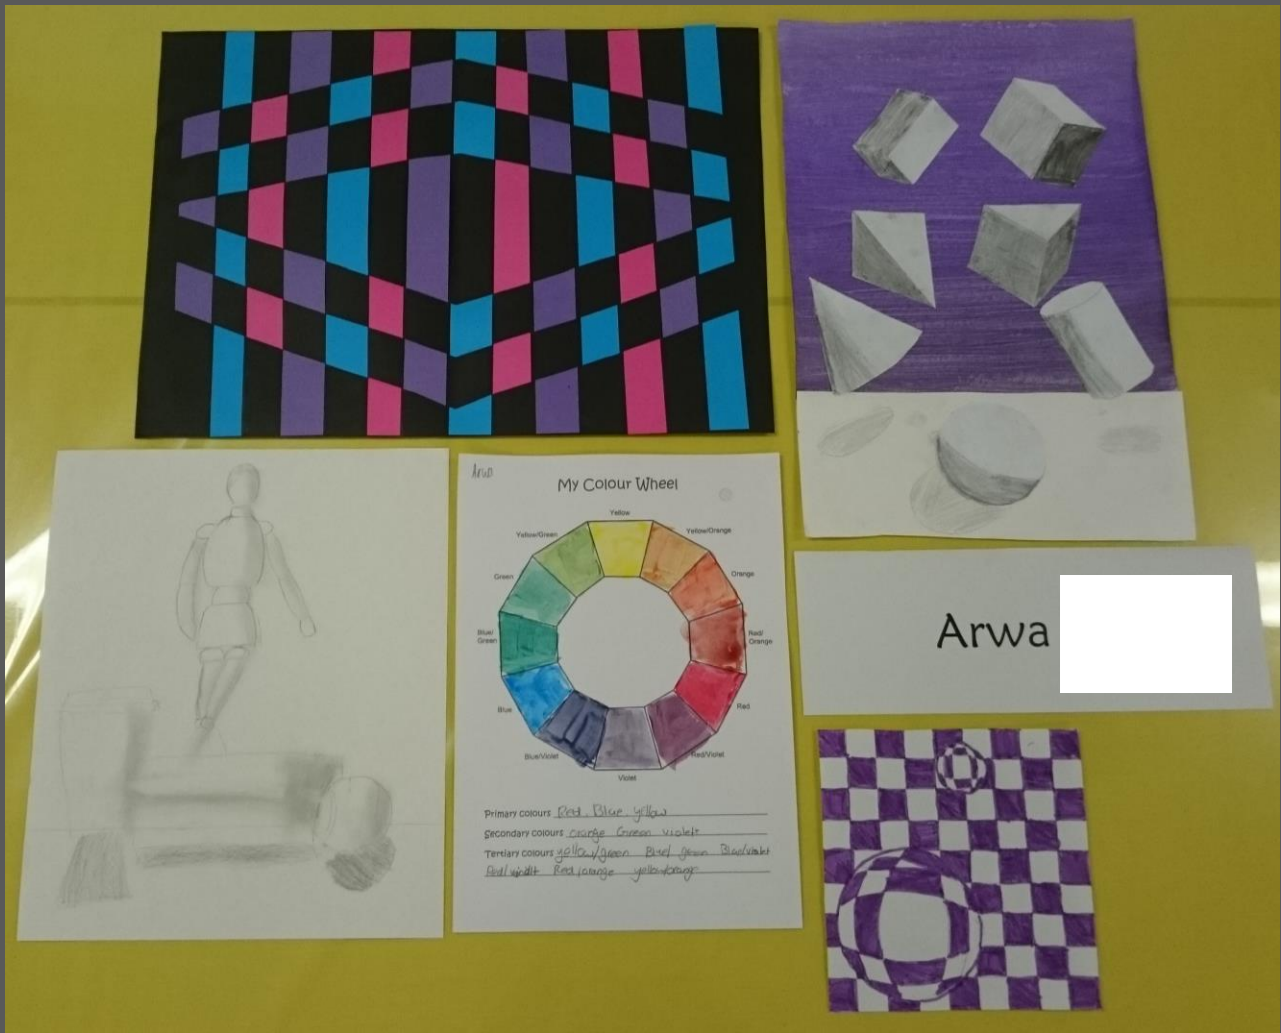 Arwa
My Colour Wheel
Yellow
Yellow/Green
Yellow/Orange
Green
Orange
Blue/
Green
Red/
Orange
Blue
Red
Blue/Violet
Red/Violet
Violet
Primary colours Red. Blue. yellow
Secondary colours orange Green violet
Tertiary colours yellow/green Blue/green Blue/violet
Red/violet Red/orange yellow/orange
Arwa